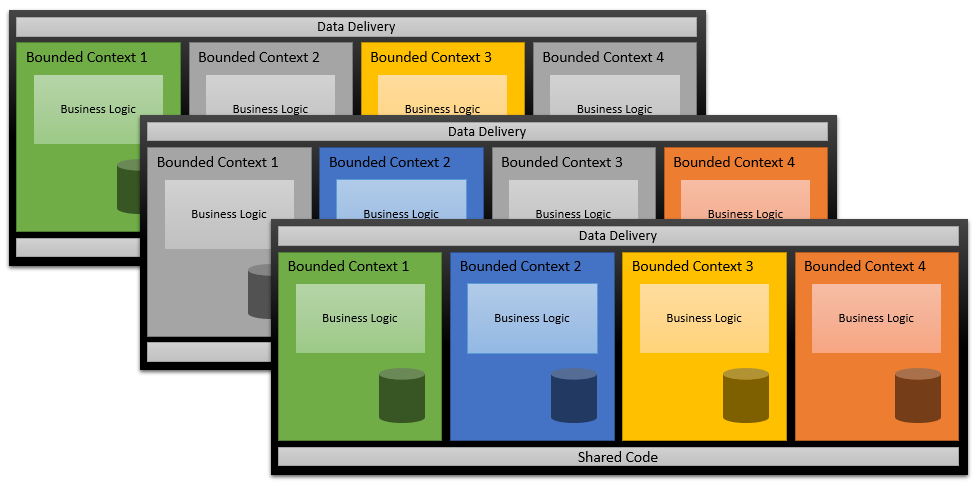 Data Delivery
Bounded Context 1
Bounded Context 2
Bounded Context 3
Bounded Context 4
Business Logic
Business Logic
Business Logic
Business Logic
Data Delivery
Bounded Context 1
Bounded Context 2
Bounded Context 3
Bounded Context 4
Business Logic
Business Logic
Business Logic
Business Logic
Data Delivery
Bounded Context 1
Bounded Context 2
Bounded Context 3
Bounded Context 4
Business Logic
Business Logic
Business Logic
Business Logic
Shared Code